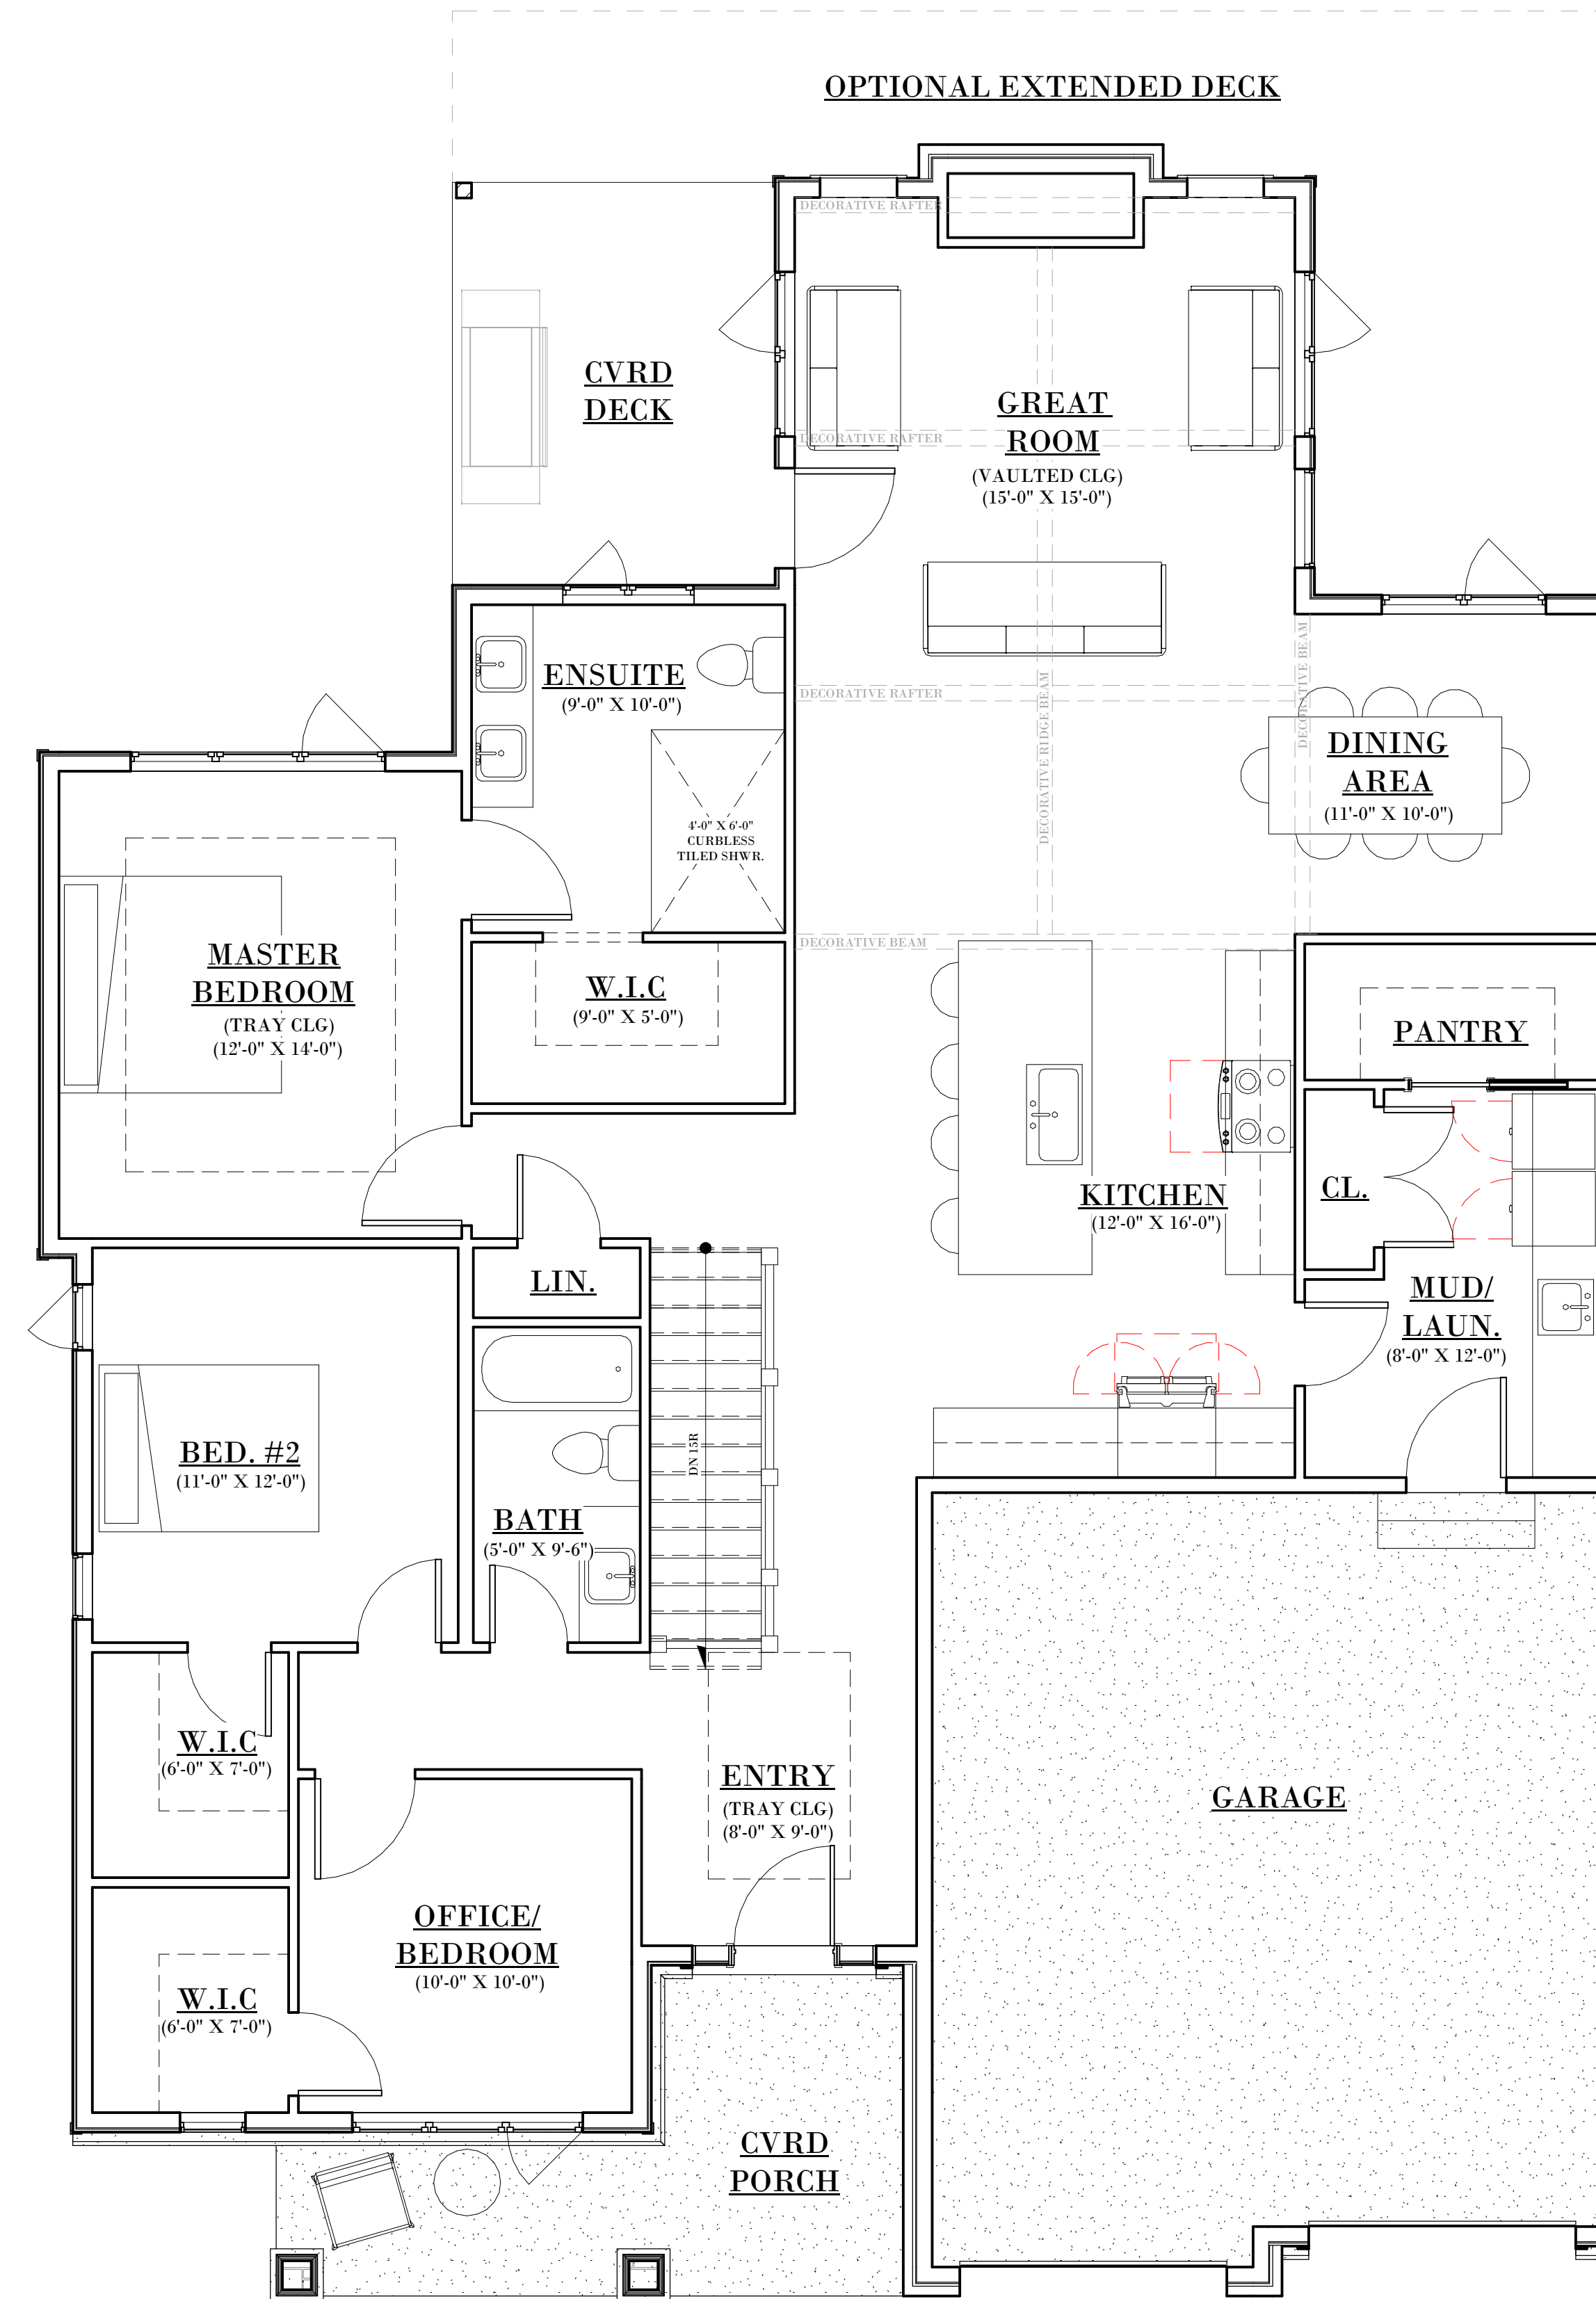 OPTIONAL EXTENDED DECK
DECORATIVE RAFTER
CVRD
DECK
GREAT
ROOM
(VAULTED CLG)
(15'-0" X 15'-0")
DECORATIVE RAFTER
ENSUITE
(9'-0" X 10'-0")
DECORATIVE RAFTER
DECORATIVE RIDGE BEAM
DECORATIVE BEAM
DINING
AREA
(11'-0" X 10'-0")
4'-0" X 6'-0"
CURBLESS
TILED SHWR.
DECORATIVE BEAM
MASTER
BEDROOM
(TRAY CLG)
(12'-0" X 14'-0")
W.I.C
(9'-0" X 5'-0")
PANTRY
KITCHEN
(12'-0" X 16'-0")
CL.
LIN.
MUD/
LAUN.
(8'-0" X 12'-0")
BED. #2
(11'-0" X 12'-0")
DN 15R
BATH
(5'-0" X 9'-6")
W.I.C
(6'-0" X 7'-0")
ENTRY
(TRAY CLG)
(8'-0" X 9'-0")
GARAGE
OFFICE/
BEDROOM
(10'-0" X 10'-0")
W.I.C
(6'-0" X 7'-0")
CVRD
PORCH